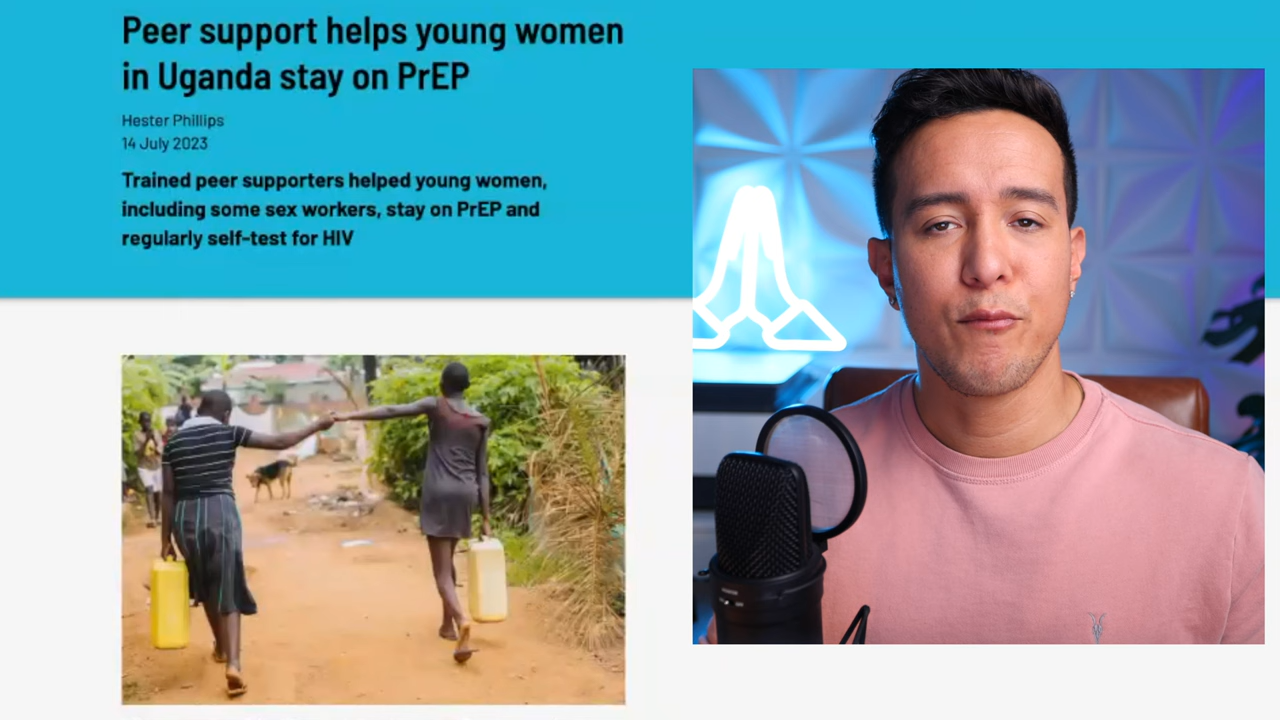 Peer support helps young women
in Uganda stay on PrEP
Hester Phillips
14 July 2023
Trained peer supporters helped young women,
including some sex workers, stay on PrEP and
regularly self-test for HIV